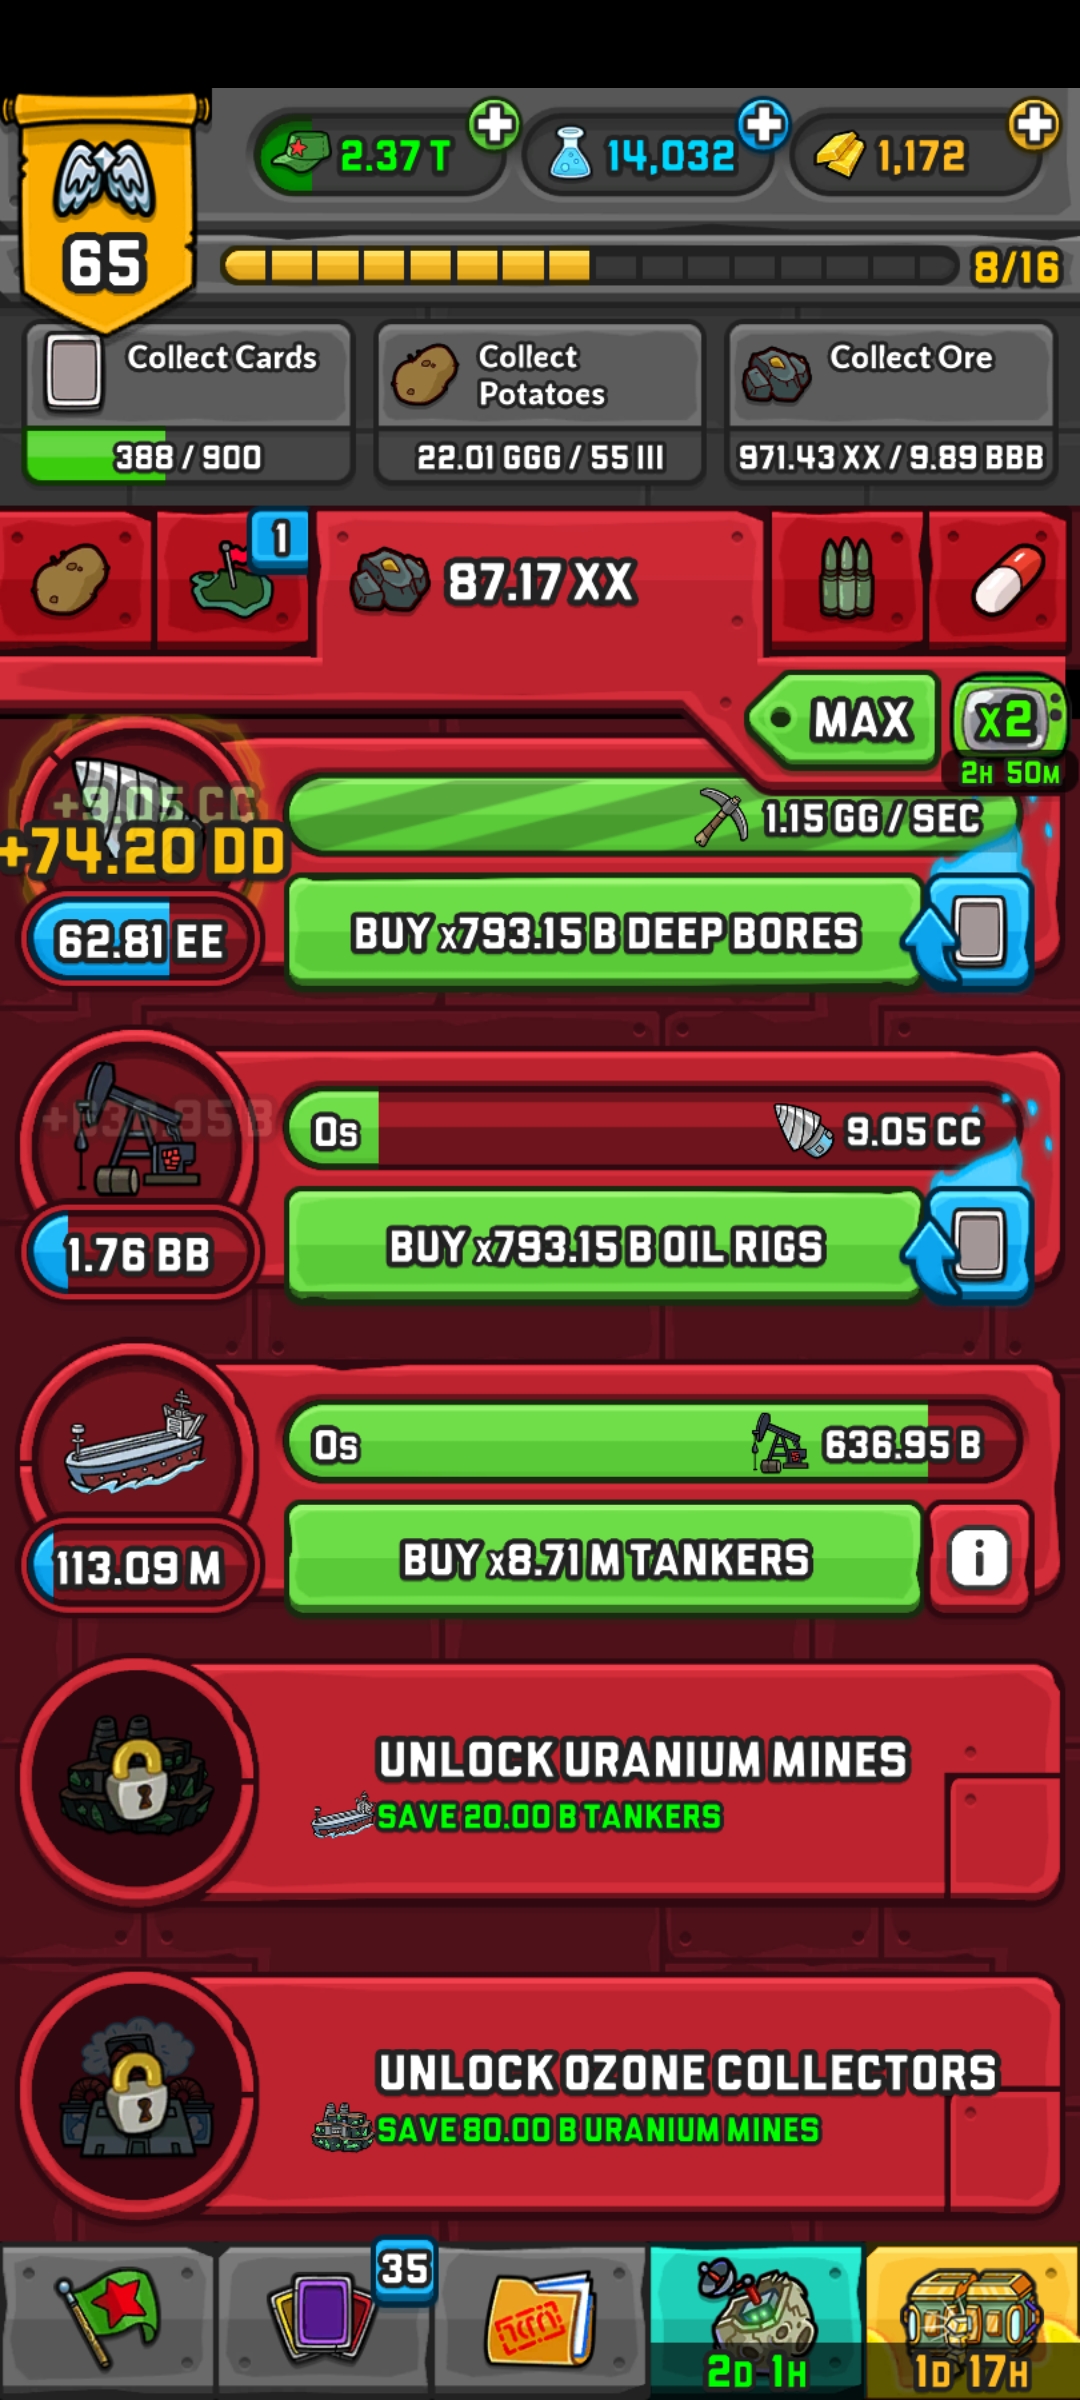 2.37 T
14,032
1,172
65
8/16
Collect Cards
388 / 900
Collect
Potatoes
22.01 GGG / 55 III
Collect Ore
971.43 XX / 9.89 BBB
1
87.17 XX
MAX
X2
2H 50M
+9.05 CC
+74.20 DD
1.15 GG / SEC
62.81 EE
BUY x793.15 B DEEP BORES
+636.95 B
0s
9.05 CC
1.76 BB
BUY x793.15 B OIL RIGS
0s
636.95 B
113.09 M
BUY x8.71 M TANKERS
i
UNLOCK URANIUM MINES
SAVE 20.00 B TANKERS
UNLOCK OZONE COLLECTORS
SAVE 80.00 B URANIUM MINES
35
2D 1H
1D 17H